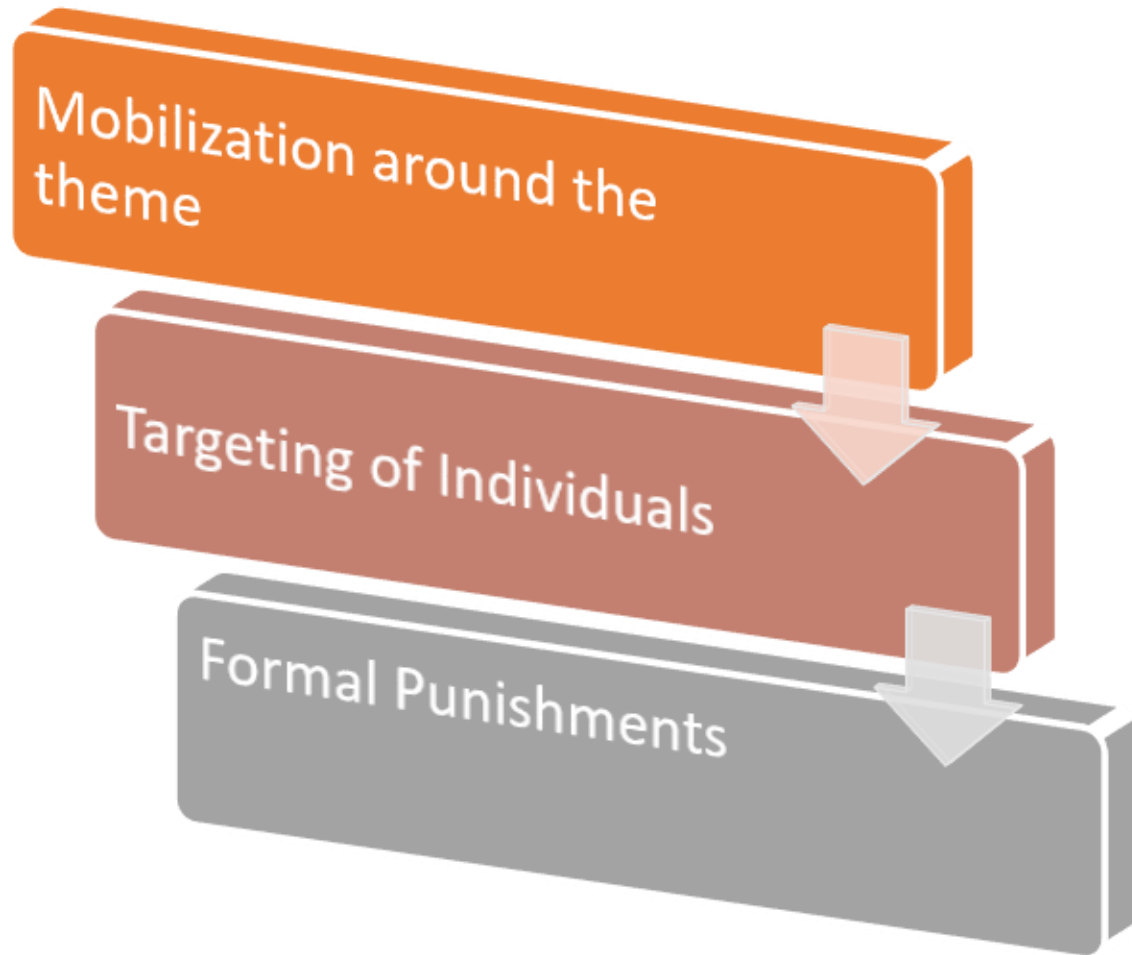 Mobilization around the
theme
Targeting of Individuals
Formal Punishments